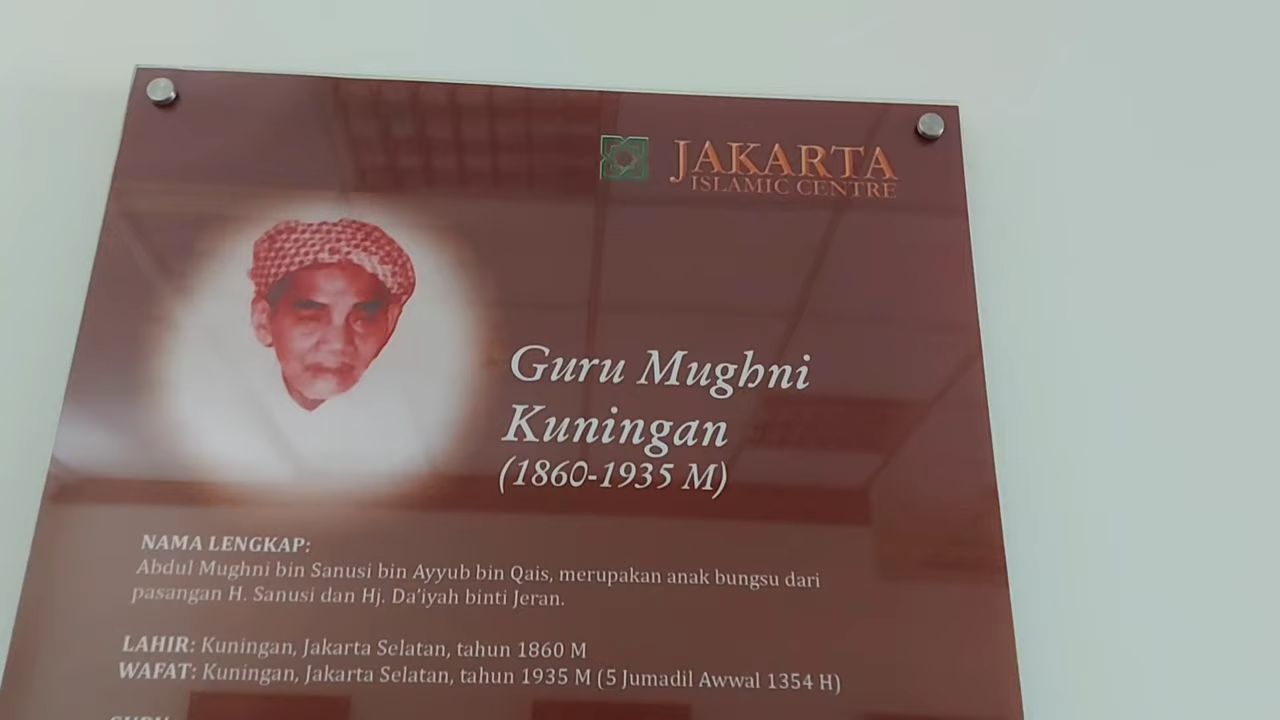 JAKARTA
ISLAMIC CENTRE
Guru Mughni
Kuningan
(1860-1935 M)
NAMA LENGKAP:
Abdul Mughni bin Sanusi bin Ayyub bin Qais, merupakan anak bungsu dari
pasangan H. Sanusi dan Hj. Da'iyah binti Jeran.
LAHIR: Kuningan, Jakarta Selatan, tahun 1860 M
WAFAT: Kuningan, Jakarta Selatan, tahun 1935 M (5 Jumadil Awwal 1354 H)